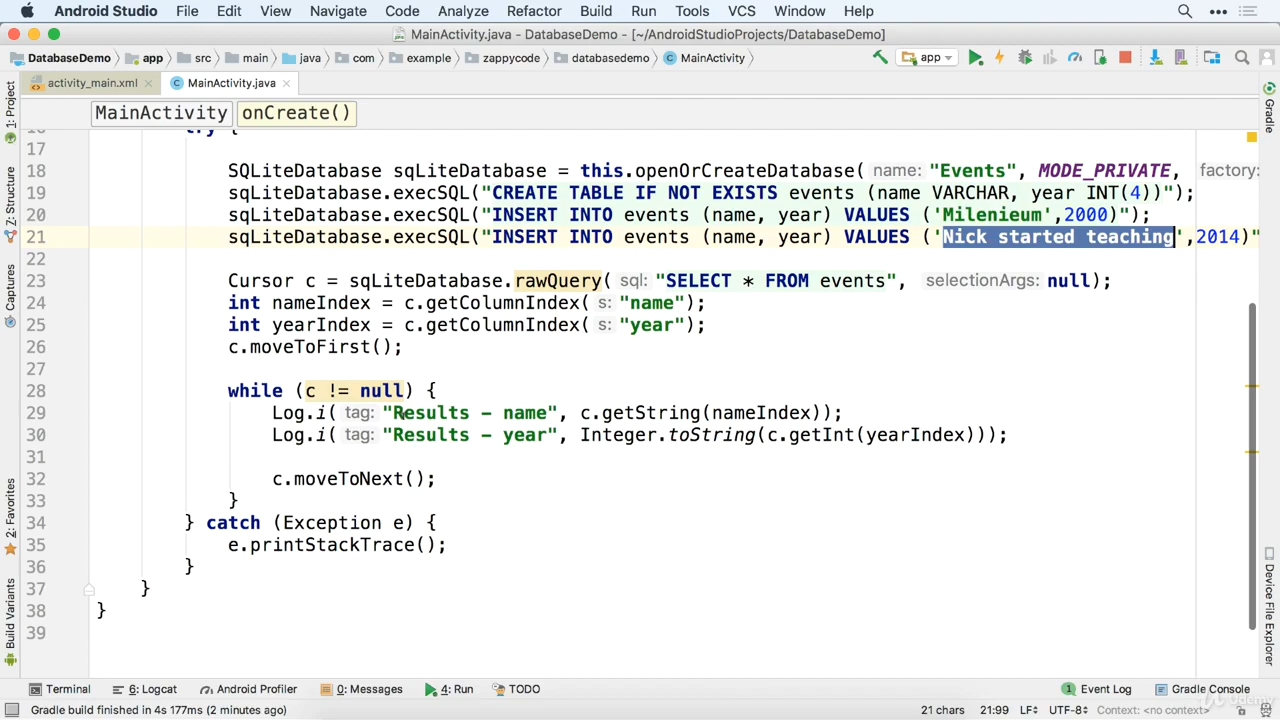 Android Studio File Edit View Navigate Code Analyze Refactor Build Run Tools VCS Window Help
MainActivity.java - DatabaseDemo - [~/AndroidStudioProjects/DatabaseDemo]
DatabaseDemo app src main java com example zappycode databasedemo MainActivity app
activity_main.xml MainActivity.java
MainActivity onCreate()
1: Project
7: Structure
Captures
2: Favorites
Build Variants
Gradle
Device File Explorer
16 try {
17
18 SQLiteDatabase sqLiteDatabase = this.openOrCreateDatabase( name: "Events", MODE_PRIVATE, factory:
19 sqLiteDatabase.execSQL("CREATE TABLE IF NOT EXISTS events (name VARCHAR, year INT(4))");
20 sqLiteDatabase.execSQL("INSERT INTO events (name, year) VALUES ('Milenieum',2000)");
21 sqLiteDatabase.execSQL("INSERT INTO events (name, year) VALUES ('Nick started teaching',2014)"
22
23 Cursor c = sqLiteDatabase.rawQuery( sql: "SELECT * FROM events", selectionArgs: null);
24 int nameIndex = c.getColumnIndex( s: "name");
25 int yearIndex = c.getColumnIndex( s: "year");
26 c.moveToFirst();
27
28 while (c != null) {
29 Log.i( tag: "Results - name", c.getString(nameIndex));
30 Log.i( tag: "Results - year", Integer.toString(c.getInt(yearIndex)));
31
32 c.moveToNext();
33 }
34 } catch (Exception e) {
35 e.printStackTrace();
36 }
37 }
38 }
39
Terminal 6: Logcat Android Profiler 0: Messages 4: Run TODO 1 Event Log Gradle Console
Gradle build finished in 4s 177ms (2 minutes ago) 21 chars 21:99 LF÷ UTF-8÷ Context: <no context>
Udemy